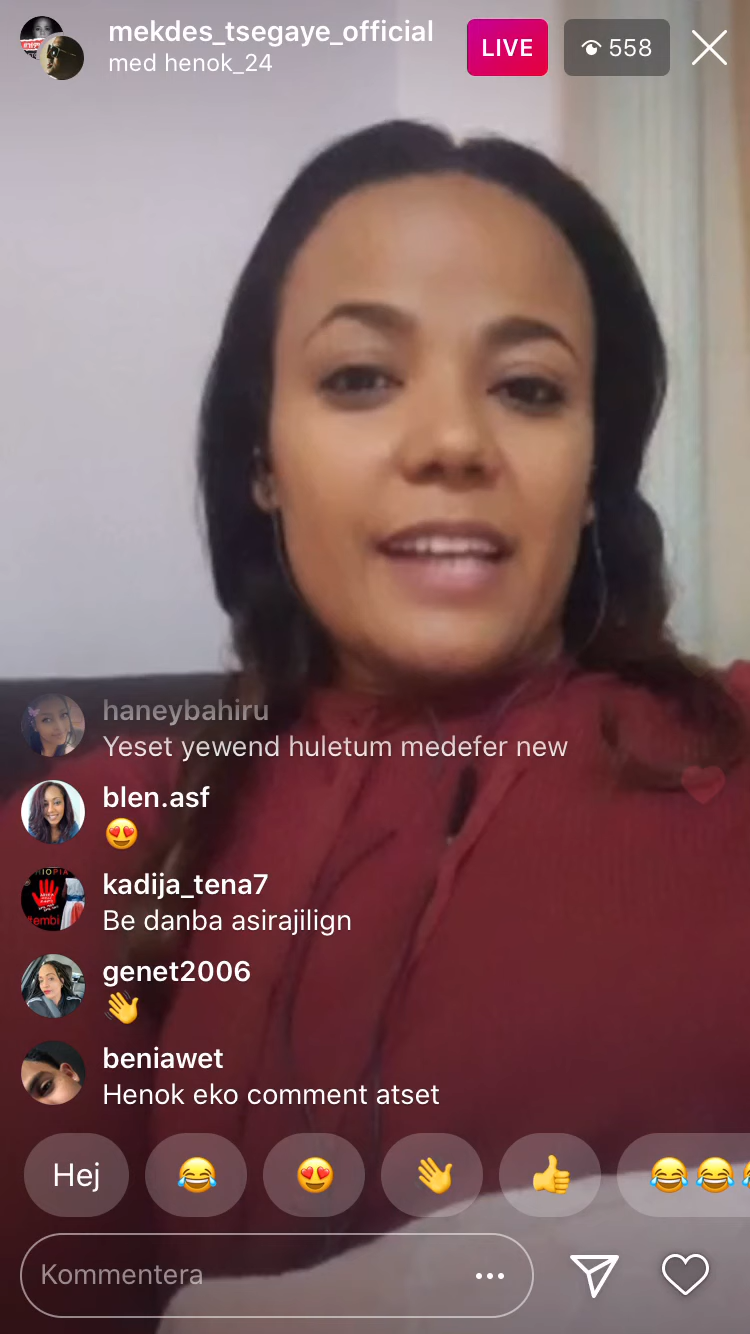 mekdes_tsegaye_official
LIVE
558
med henok_24
haneybahiru
Yeset yewend huletum medefer new
blen.asf
😍
kadija_tena7
Be danba asirajilign
genet2006
👋
beniawet
Henok eko comment atset
Hej 😂 😍 👋 👍 😂😂
Kommentera